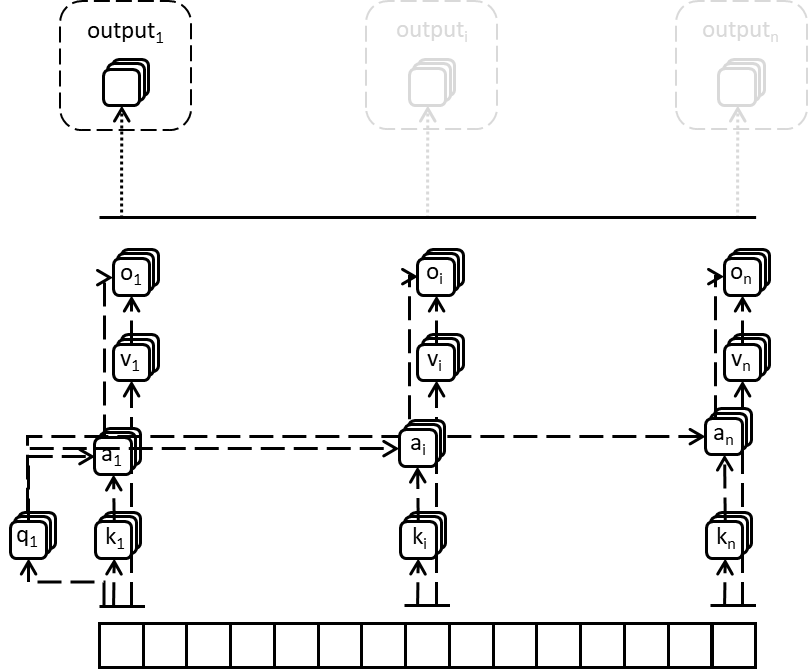 output₁ outputᵢ outputₙ
o₁ oᵢ oₙ
v₁ vᵢ vₙ
a₁ aᵢ aₙ
q₁ k₁ kᵢ kₙ